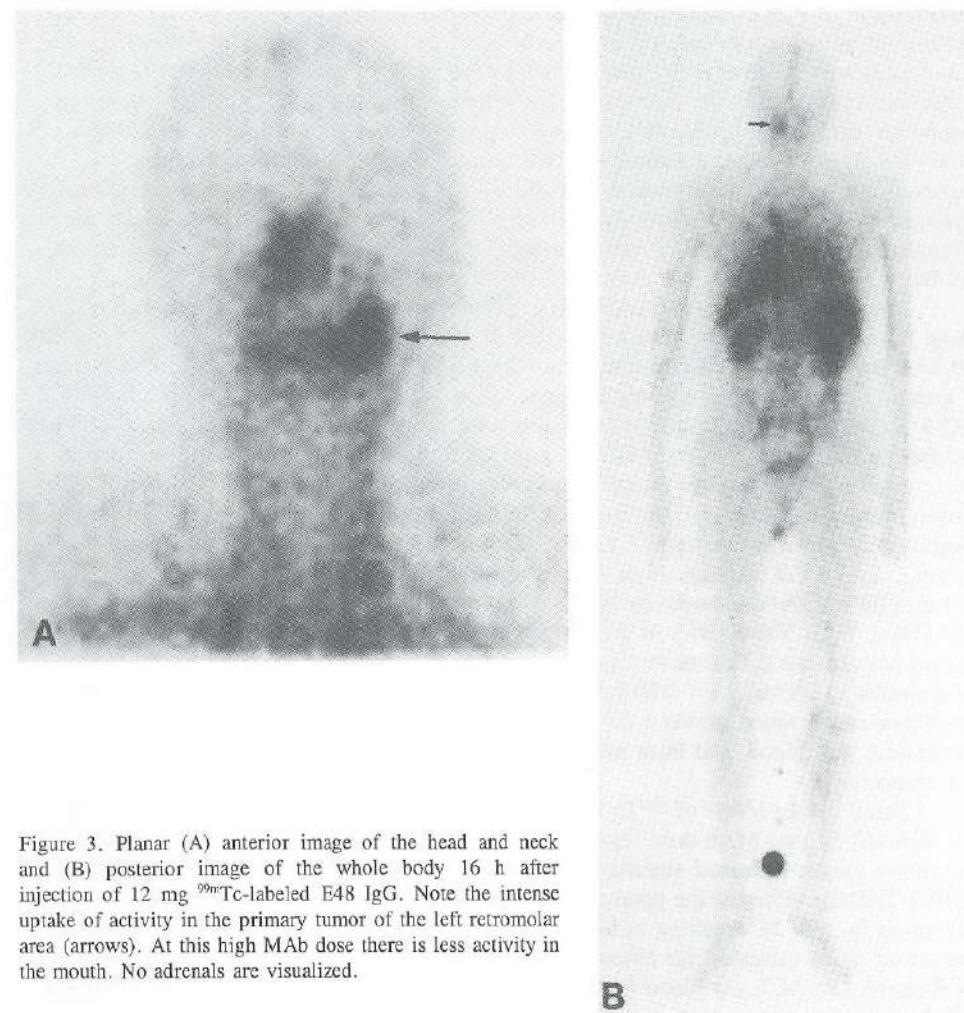 A
Figure 3. Planar (A) anterior image of the head and neck
and (B) posterior image of the whole body 16 h after
injection of 12 mg ⁹⁹ᵐTc-labeled E48 IgG. Note the intense
uptake of activity in the primary tumor of the left retromolar
area (arrows). At this high MAb dose there is less activity in
the mouth. No adrenals are visualized.
B